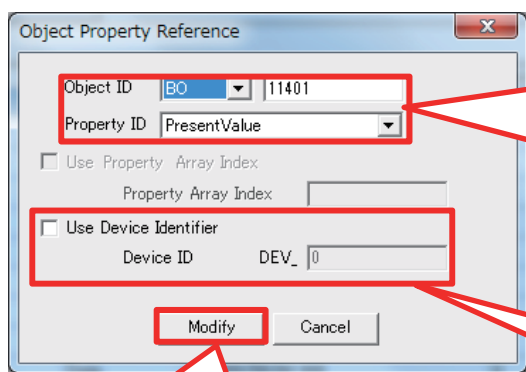 Object Property Reference
Object ID BO 11401
Property ID PresentValue
Use Property Array Index
Property Array Index
Use Device Identifier
Device ID DEV_ 0
Modify Cancel